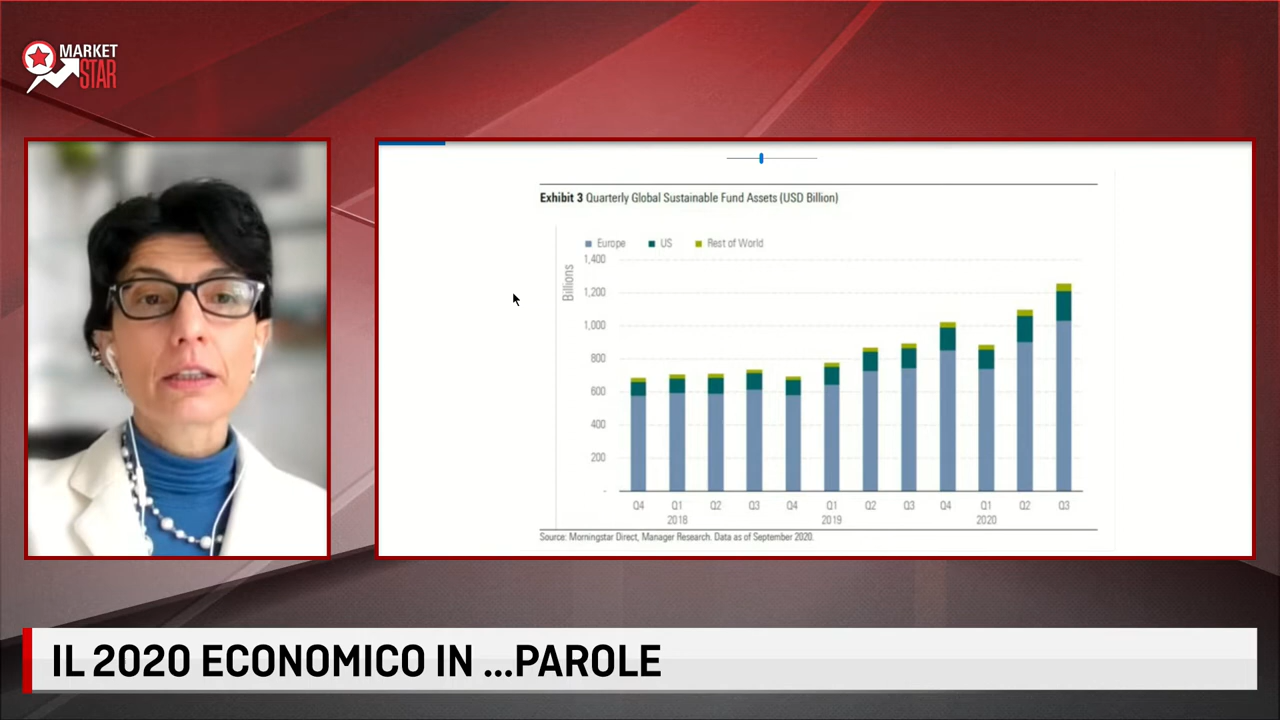 MARKET
STAR
Exhibit 3 Quarterly Global Sustainable Fund Assets (USD Billion)
Europe US Rest of World
Billions
1,400
1,200
1,000
800
600
400
200
-
Q4 Q1 Q2 Q3 Q4 Q1 Q2 Q3 Q4 Q1 Q2 Q3
2018 2019 2020
Source: Morningstar Direct, Manager Research. Data as of September 2020.
IL 2020 ECONOMICO IN ...PAROLE